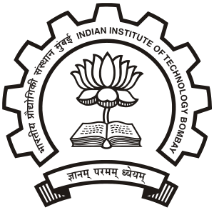 भारतीय प्रौद्योगिकी संस्थान मुंबई
INDIAN INSTITUTE OF TECHNOLOGY BOMBAY
ज्ञानम् परमम् ध्येयम्